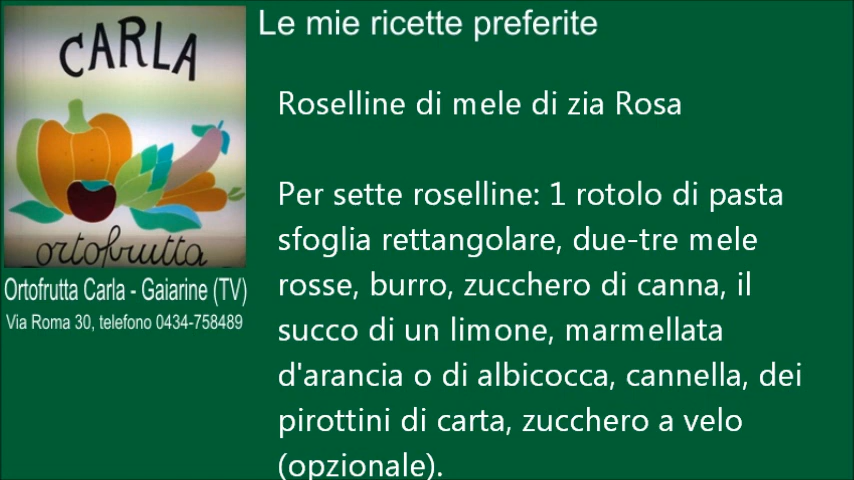 CARLA
ortofrutta
Ortofrutta Carla - Gaiarine (TV)
Via Roma 30, telefono 0434-758489
Le mie ricette preferite
Roselline di mele di zia Rosa
Per sette roselline: 1 rotolo di pasta
sfoglia rettangolare, due-tre mele
rosse, burro, zucchero di canna, il
succo di un limone, marmellata
d'arancia o di albicocca, cannella, dei
pirottini di carta, zucchero a velo
(opzionale).